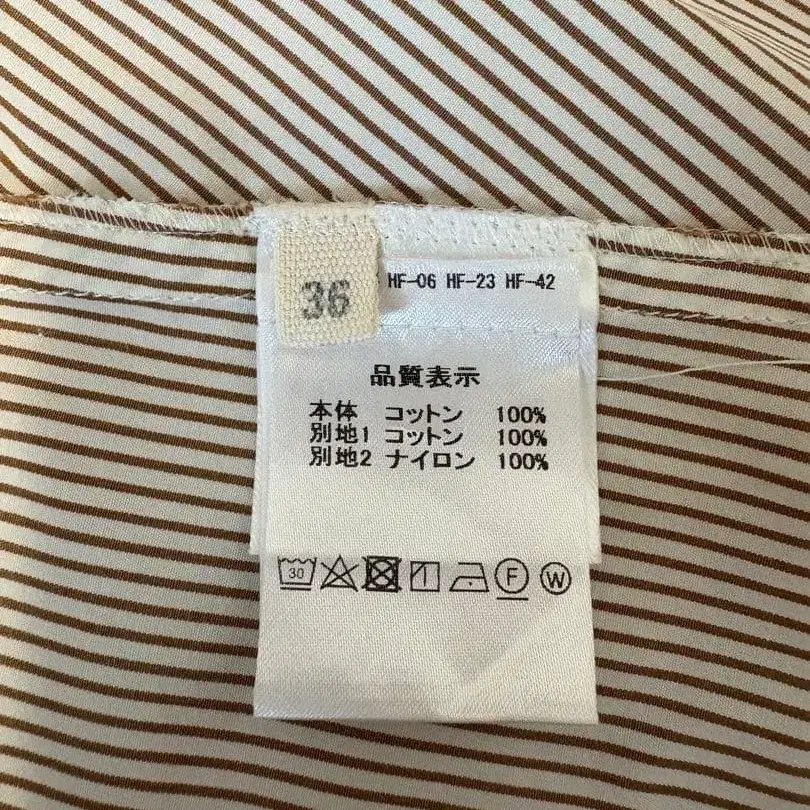 36
HF-06 HF-23 HF-42
品質表示
本体 コットン 100%
別地1 コットン 100%
別地2 ナイロン 100%
30 F W